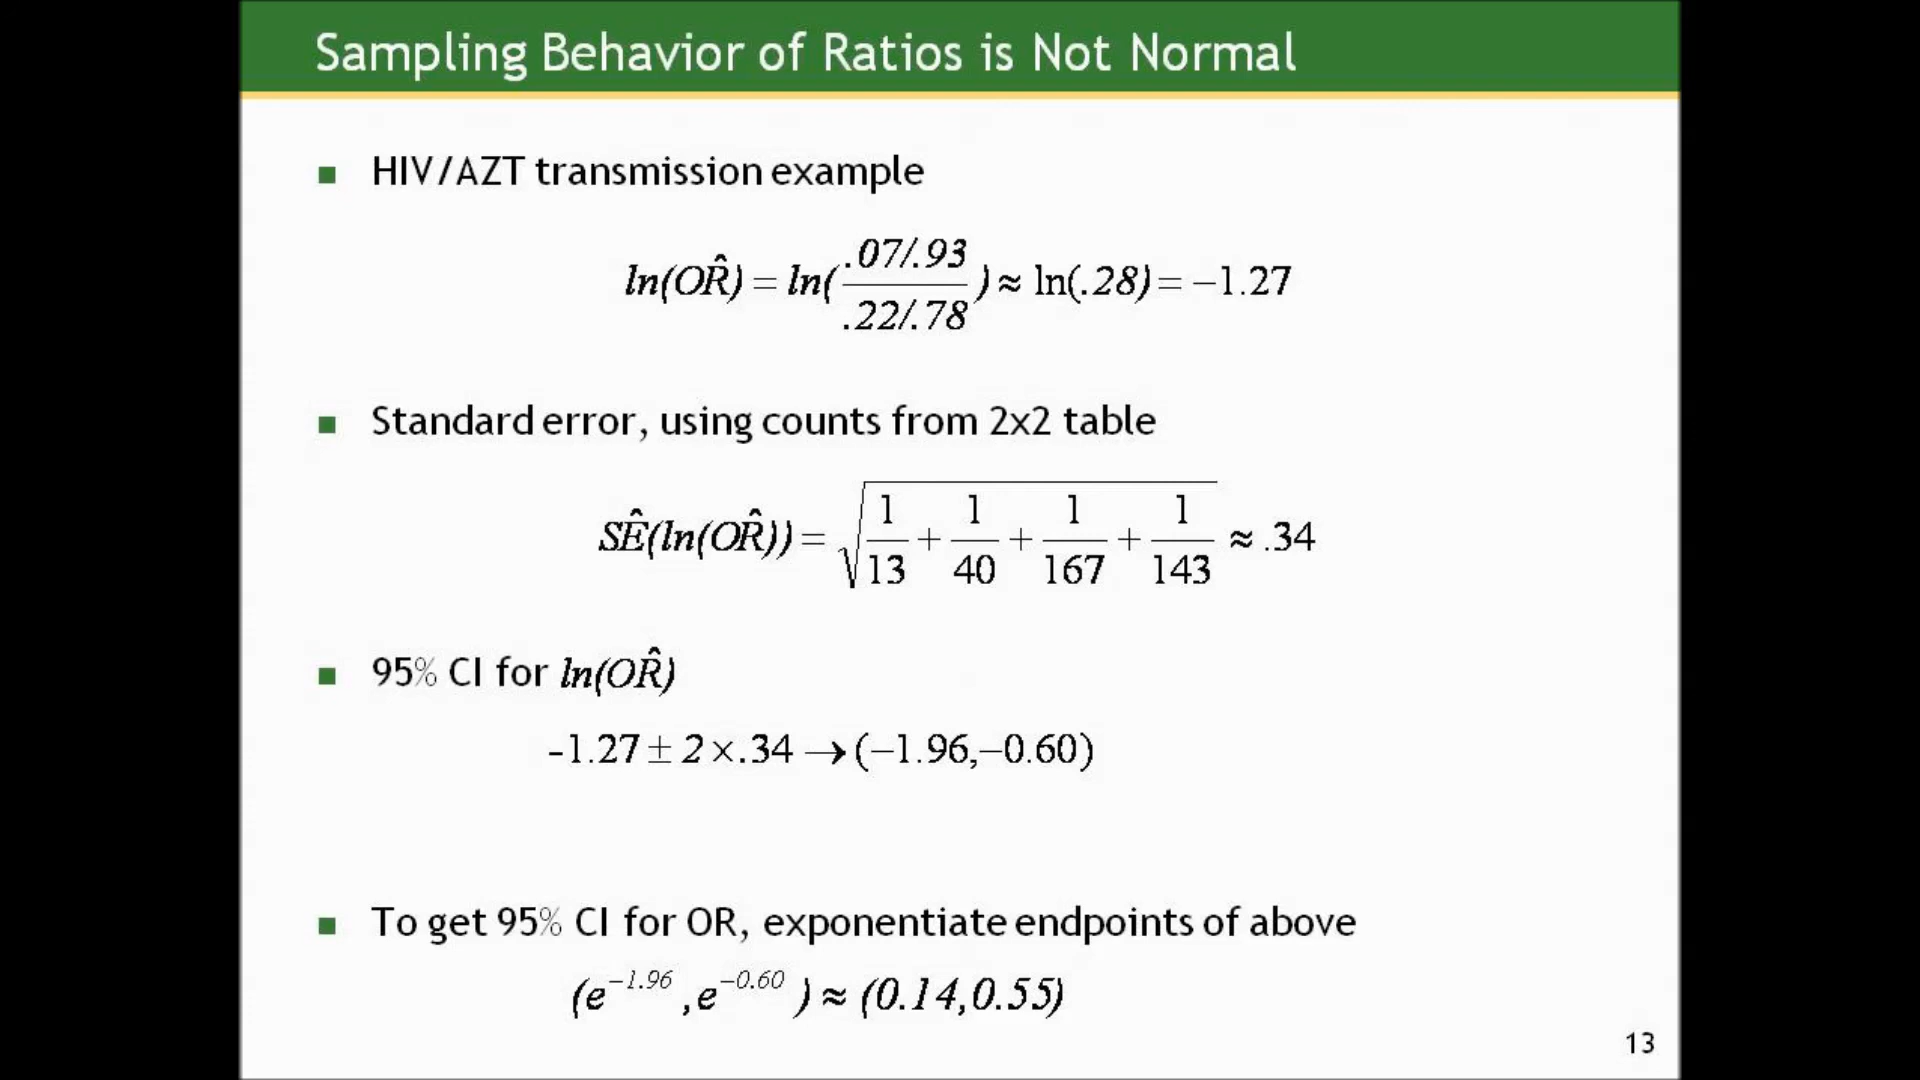 Sampling Behavior of Ratios is Not Normal
HIV/AZT transmission example
ln(OR̂) = ln( .07/.93 / .22/.78 ) ≈ ln(.28) = −1.27
Standard error, using counts from 2x2 table
SÊ(ln(OR̂)) = √ 1/13 + 1/40 + 1/167 + 1/143 ≈ .34
95% CI for ln(OR̂)
-1.27 ± 2 × .34 → (−1.96,−0.60)
To get 95% CI for OR, exponentiate endpoints of above
(e^−1.96 , e^−0.60 ) ≈ (0.14,0.55)
13